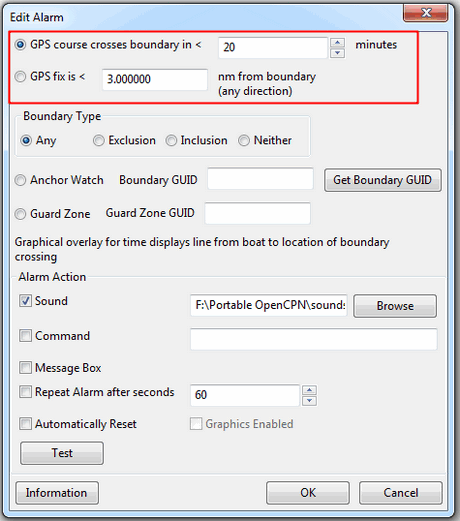 Edit Alarm
GPS course crosses boundary in < 20 minutes
GPS fix is < 3.000000 nm from boundary
(any direction)
Boundary Type
Any Exclusion Inclusion Neither
Anchor Watch Boundary GUID Get Boundary GUID
Guard Zone Guard Zone GUID
Graphical overlay for time displays line from boat to location of boundary
crossing
Alarm Action
Sound F:\Portable OpenCPN\sound: Browse
Command
Message Box
Repeat Alarm after seconds 60
Automatically Reset Graphics Enabled
Test
Information OK Cancel